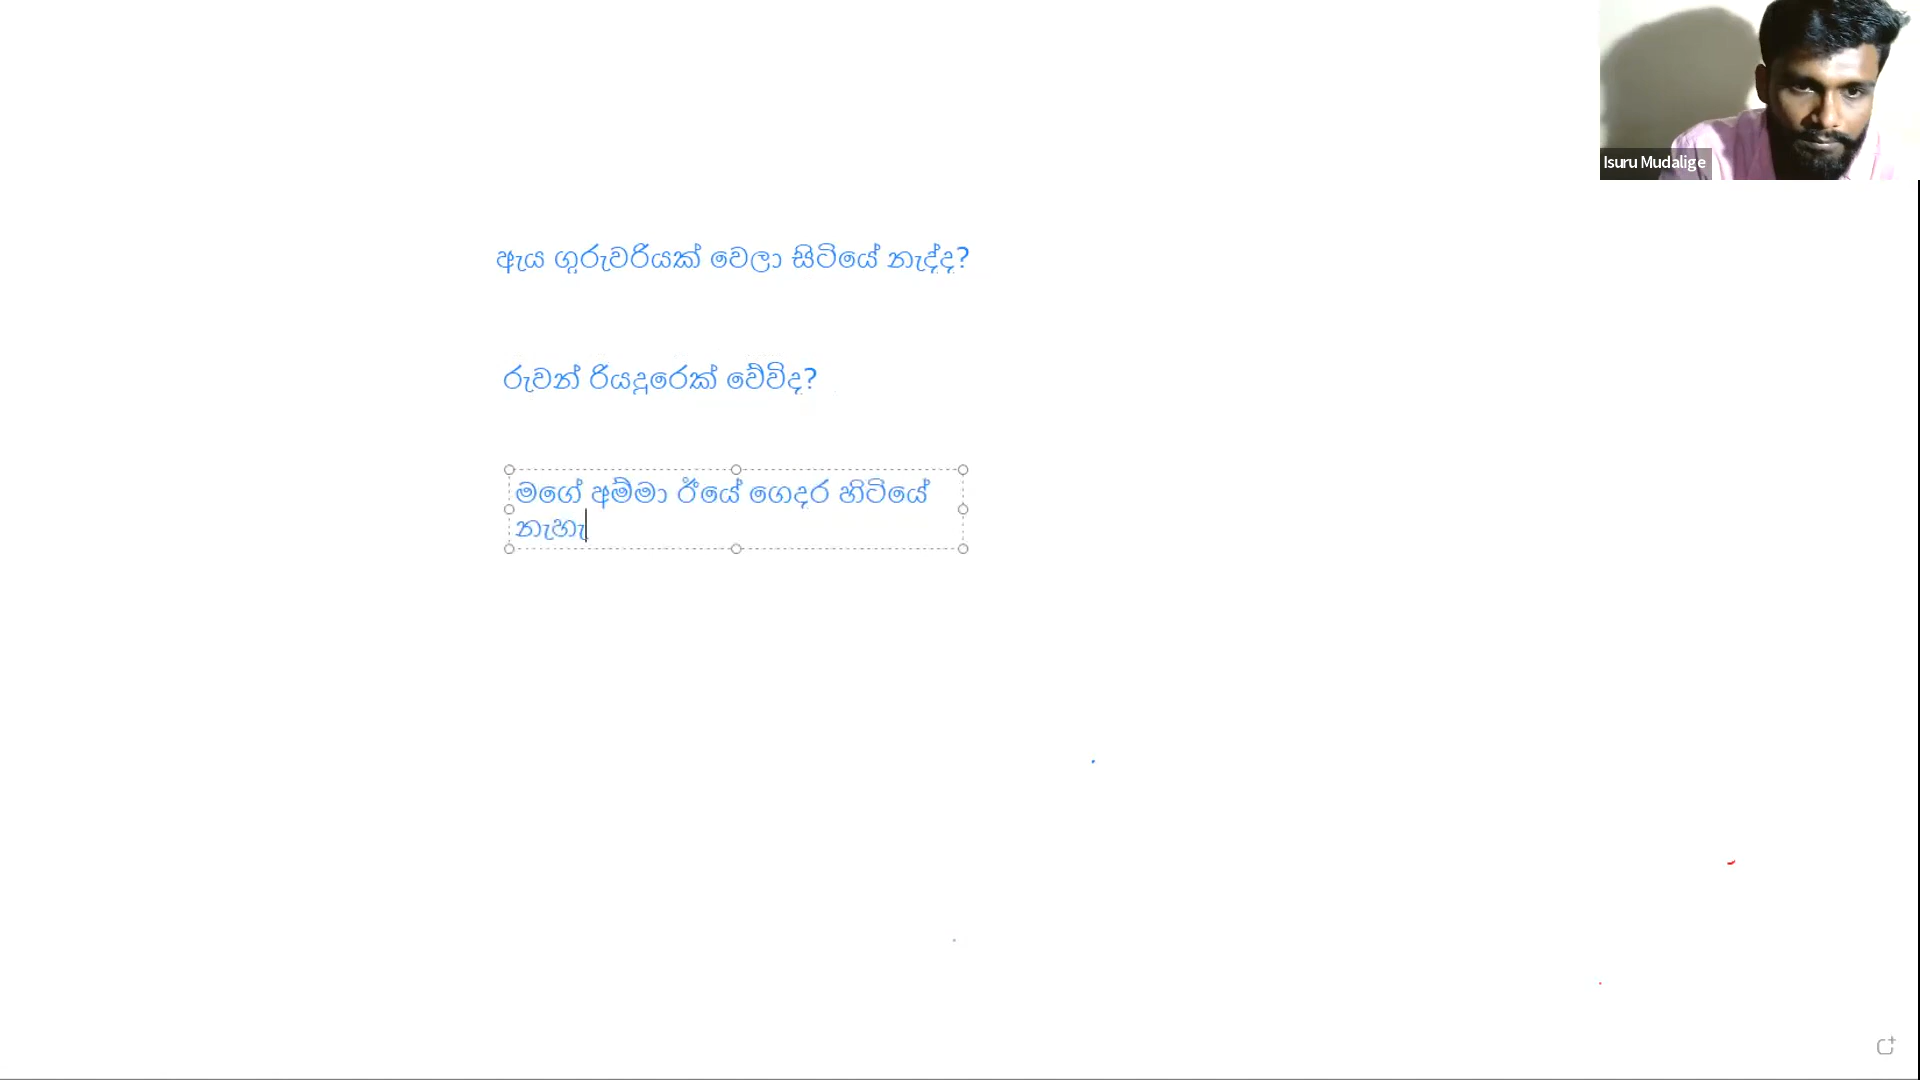 Isuru Mudalige
ඇය ගුරුවරියක් වෙලා සිටියේ නැද්ද?
රුවන් රියදුරෙක් වේවිද?
මගේ අම්මා ඊයේ ගෙදර හිටියේ
නැහැ